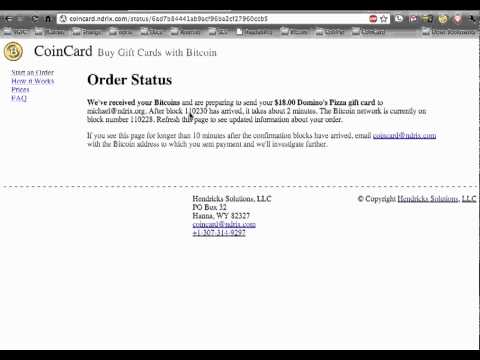 coincard.ndrix.com/status/6ad7b84441ab9acf96ba2cf27960ccb5
Other Bookmarks
CoinCard Buy Gift Cards with Bitcoin
Start an Order
How it Works
Prices
FAQ
Order Status
We've received your Bitcoins and are preparing to send your $18.00 Domino's Pizza gift card to
michael@ndrix.org. After block 110230 has arrived, it takes about 2 minutes. The Bitcoin network is currently on
block number 110228. Refresh this page to see updated information about your order.
If you see this page for longer than 10 minutes after the confirmation blocks have arrived, email coincard@ndrix.com
with the Bitcoin address to which you sent payment and we'll investigate further.
Hendricks Solutions, LLC
PO Box 32
Hanna, WY 82327
coincard@ndrix.com
+1-307-314-9297
© Copyright Hendricks Solutions, LLC